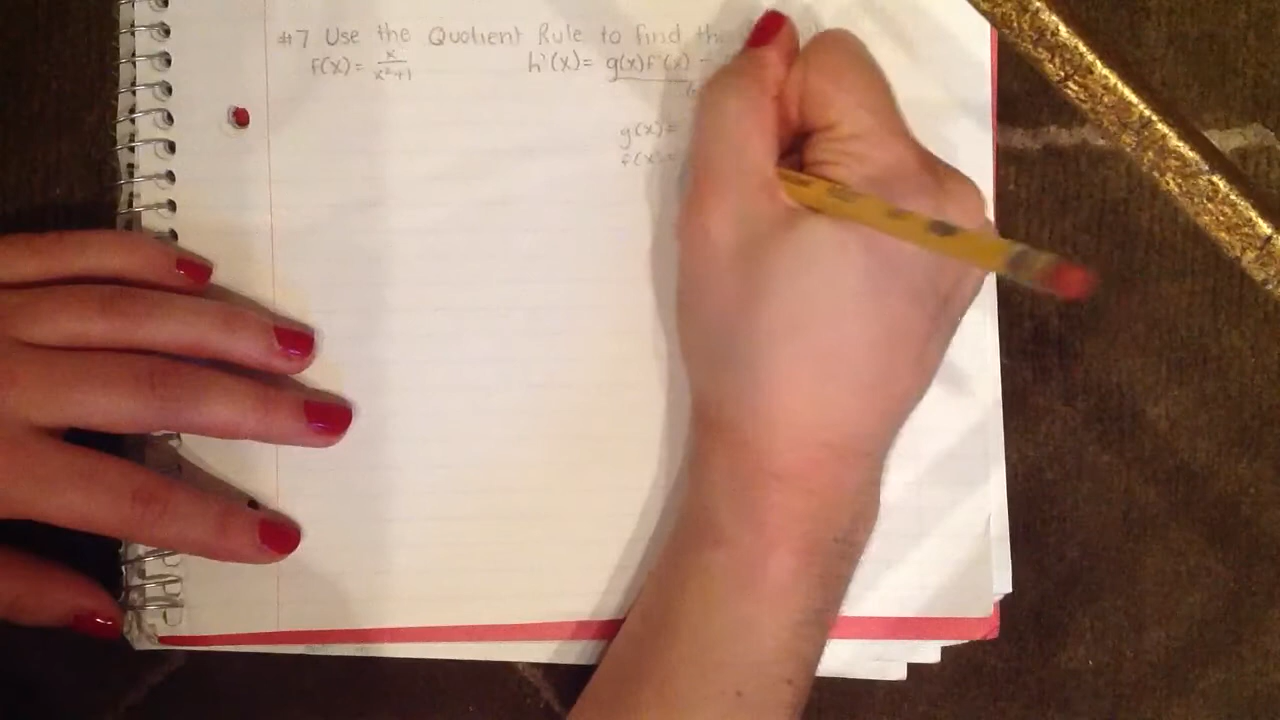 #7 Use the Quotient Rule to find the
f(x) = x/x²+1 h'(x) = g(x)f'(x) -
g(x) =
f(x) =